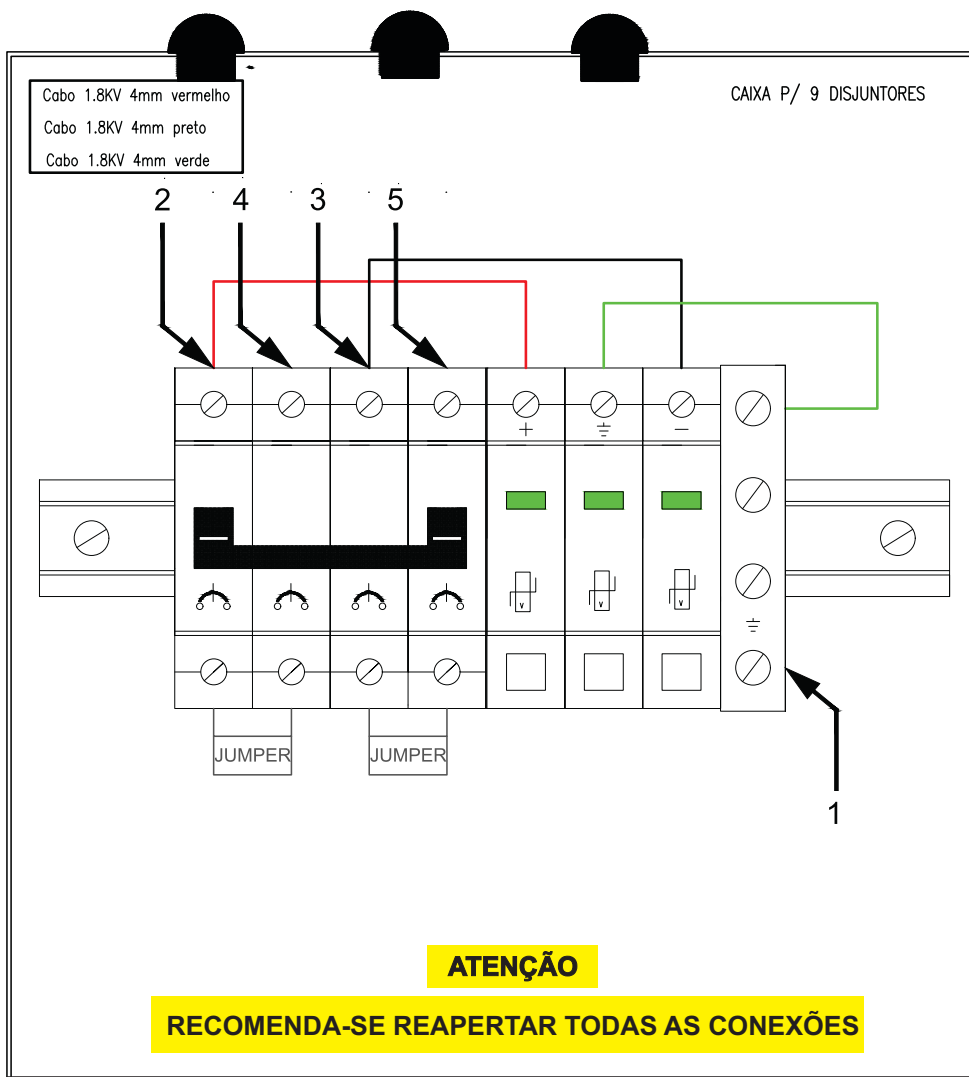 Cabo 1.8KV 4mm vermelho
Cabo 1.8KV 4mm preto
Cabo 1.8KV 4mm verde
CAIXA P/ 9 DISJUNTORES
2 4 3 5
+ −
V V V
JUMPER JUMPER
1
ATENÇÃO
RECOMENDA-SE REAPERTAR TODAS AS CONEXÕES